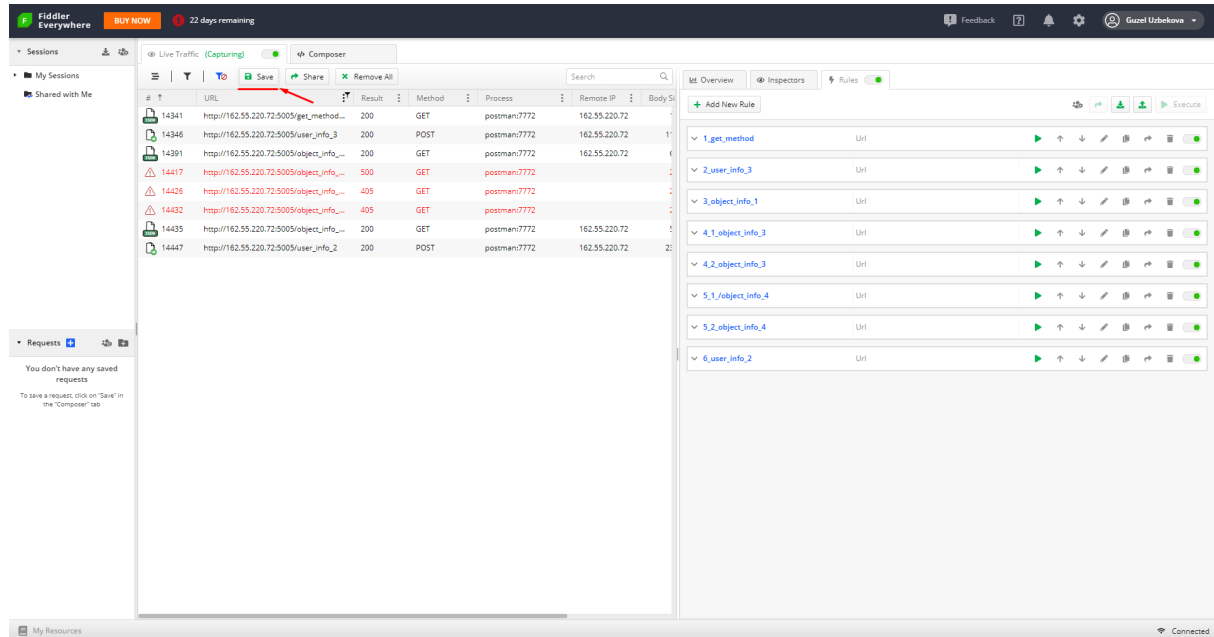 Fiddler
Everywhere
BUY NOW
22 days remaining
Feedback
Guzel Uzbekova
Sessions
My Sessions
Shared with Me
Requests
You don't have any saved
requests
To save a request, click on "Save" in
the "Composer" tab
Live Traffic (Capturing)
Composer
Save
Share
Remove All
Search
# URL Result Method Process Remote IP Body Si
14341 http://162.55.220.72:5005/get_method... 200 GET postman:7772 162.55.220.72
14346 http://162.55.220.72:5005/user_info_3 200 POST postman:7772 162.55.220.72
14391 http://162.55.220.72:5005/object_info_... 200 GET postman:7772 162.55.220.72
14417 http://162.55.220.72:5005/object_info_... 500 GET postman:7772
14426 http://162.55.220.72:5005/object_info_... 405 GET postman:7772
14432 http://162.55.220.72:5005/object_info_... 405 GET postman:7772
14435 http://162.55.220.72:5005/object_info_... 200 GET postman:7772 162.55.220.72
14447 http://162.55.220.72:5005/user_info_2 200 POST postman:7772 162.55.220.72
Overview
Inspectors
Rules
Add New Rule
Execute
1_get_method Url
2_user_info_3 Url
3_object_info_1 Url
4_1_object_info_3 Url
4_2_object_info_3 Url
5_1_/object_info_4 Url
5_2_object_info_4 Url
6_user_info_2 Url
My Resources
Connected